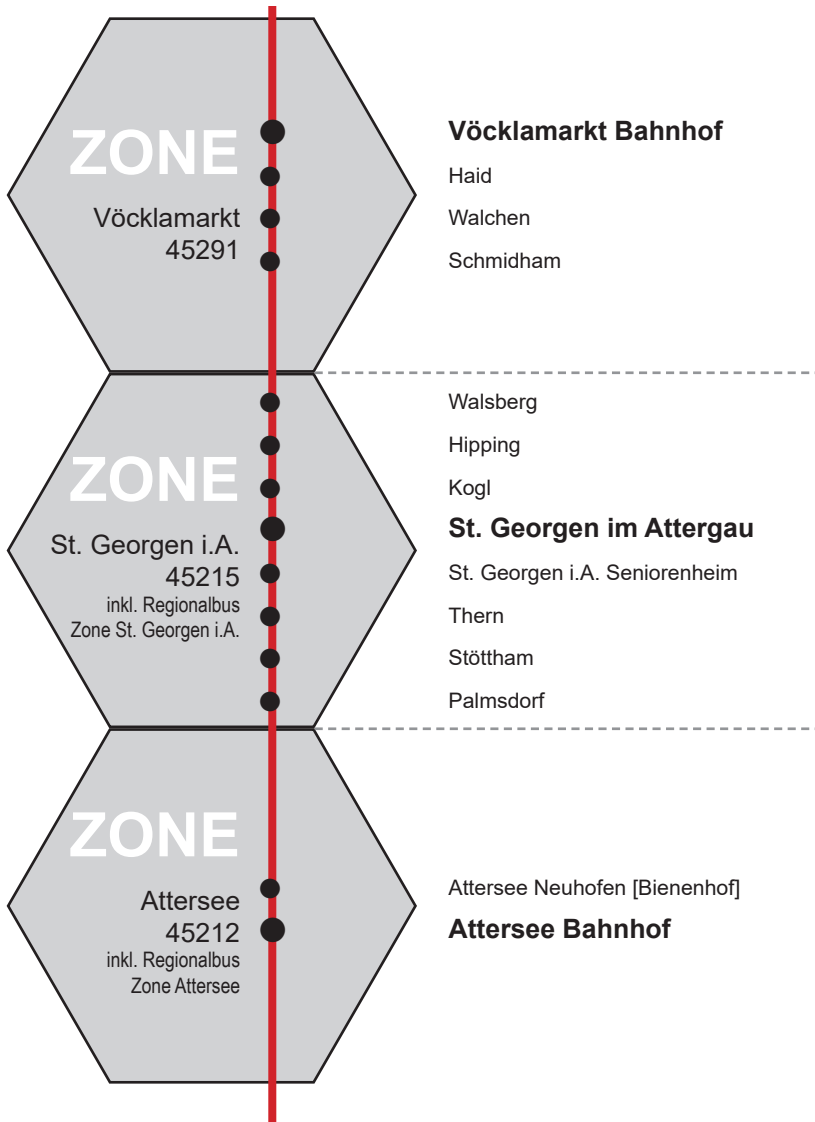 ZONE
Vöcklamarkt
45291
Vöcklamarkt Bahnhof
Haid
Walchen
Schmidham
ZONE
St. Georgen i.A.
45215
inkl. Regionalbus
Zone St. Georgen i.A.
Walsberg
Hipping
Kogl
St. Georgen im Attergau
St. Georgen i.A. Seniorenheim
Thern
Stöttham
Palmsdorf
ZONE
Attersee
45212
inkl. Regionalbus
Zone Attersee
Attersee Neuhofen [Bienenhof]
Attersee Bahnhof